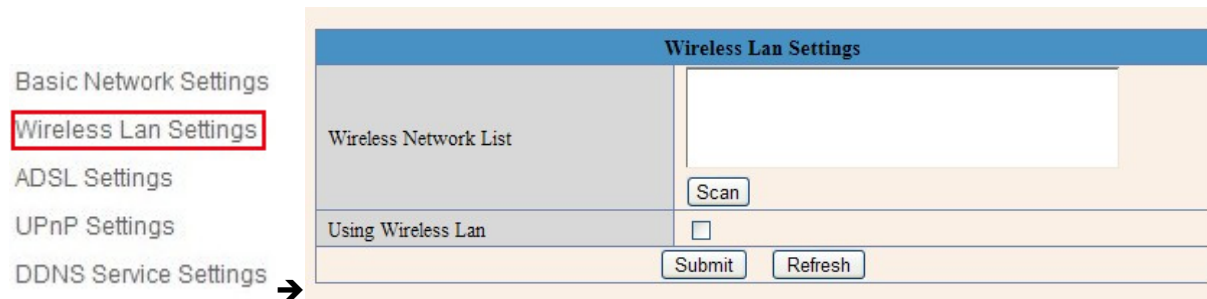 Basic Network Settings
Wireless Lan Settings
ADSL Settings
UPnP Settings
DDNS Service Settings ➔
Wireless Lan Settings
Wireless Network List
Scan
Using Wireless Lan
Submit Refresh